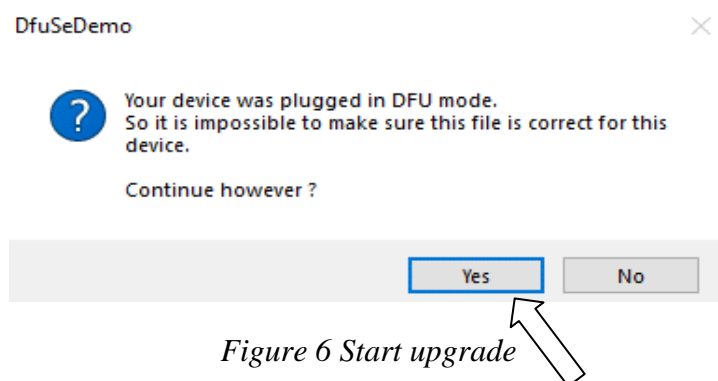 DfuSeDemo
Your device was plugged in DFU mode.
So it is impossible to make sure this file is correct for this
device.
Continue however ?
Yes No
Figure 6 Start upgrade